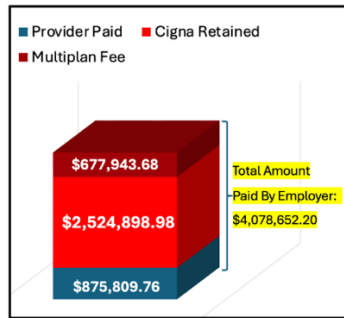 Provider Paid Cigna Retained
Multiplan Fee
$677,943.68
Total Amount
Paid By Employer:
$2,524,898.98
$4,078,652.20
$875,809.76